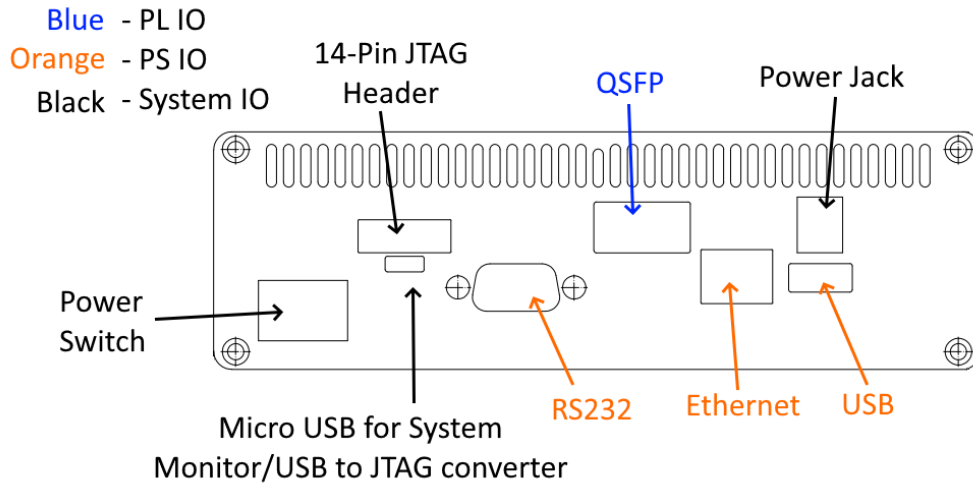 Blue - PL IO
Orange - PS IO
Black - System IO
14-Pin JTAG
Header
QSFP
Power Jack
Power
Switch
Micro USB for System
Monitor/USB to JTAG converter
RS232
Ethernet
USB